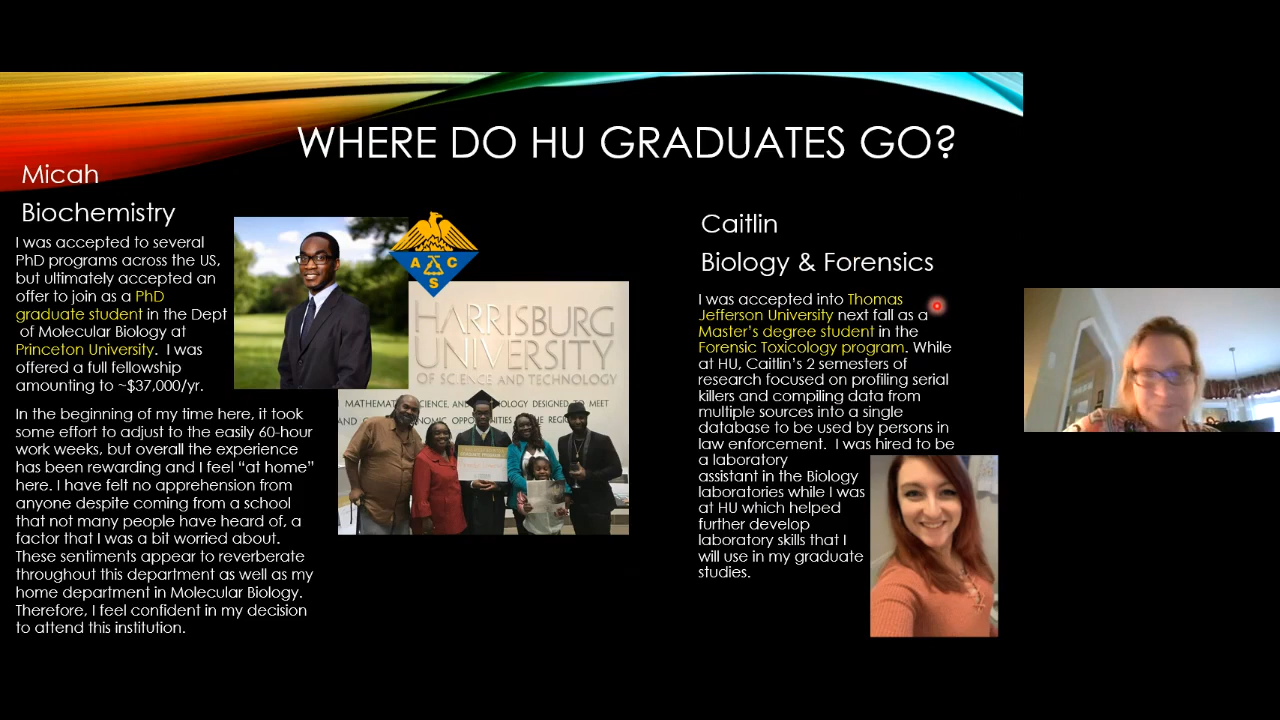 WHERE DO HU GRADUATES GO?
Micah
Biochemistry
I was accepted to several
PhD programs across the US,
but ultimately accepted an
offer to join as a PhD
graduate student in the Dept
of Molecular Biology at
Princeton University. I was
offered a full fellowship
amounting to ~$37,000/yr.
In the beginning of my time here, it took
some effort to adjust to the easily 60-hour
work weeks, but overall the experience
has been rewarding and I feel “at home”
here. I have felt no apprehension from
anyone despite coming from a school
that not many people have heard of, a
factor that I was a bit worried about.
These sentiments appear to reverberate
throughout this department as well as my
home department in Molecular Biology.
Therefore, I feel confident in my decision
to attend this institution.
A C
S
HARRISBURG
UNIVERSITY
OF SCIENCE AND TECHNOLOGY
MATHEMAT SCIENCE, AND OLOGY DESIGNED TO MEET
AND OMIC OPPORTUNITIES THE REG
Caitlin
Biology & Forensics
I was accepted into Thomas
Jefferson University next fall as a
Master’s degree student in the
Forensic Toxicology program. While
at HU, Caitlin’s 2 semesters of
research focused on profiling serial
killers and compiling data from
multiple sources into a single
database to be used by persons in
law enforcement. I was hired to be
a laboratory
assistant in the Biology
laboratories while I was
at HU which helped
further develop
laboratory skills that I
will use in my graduate
studies.